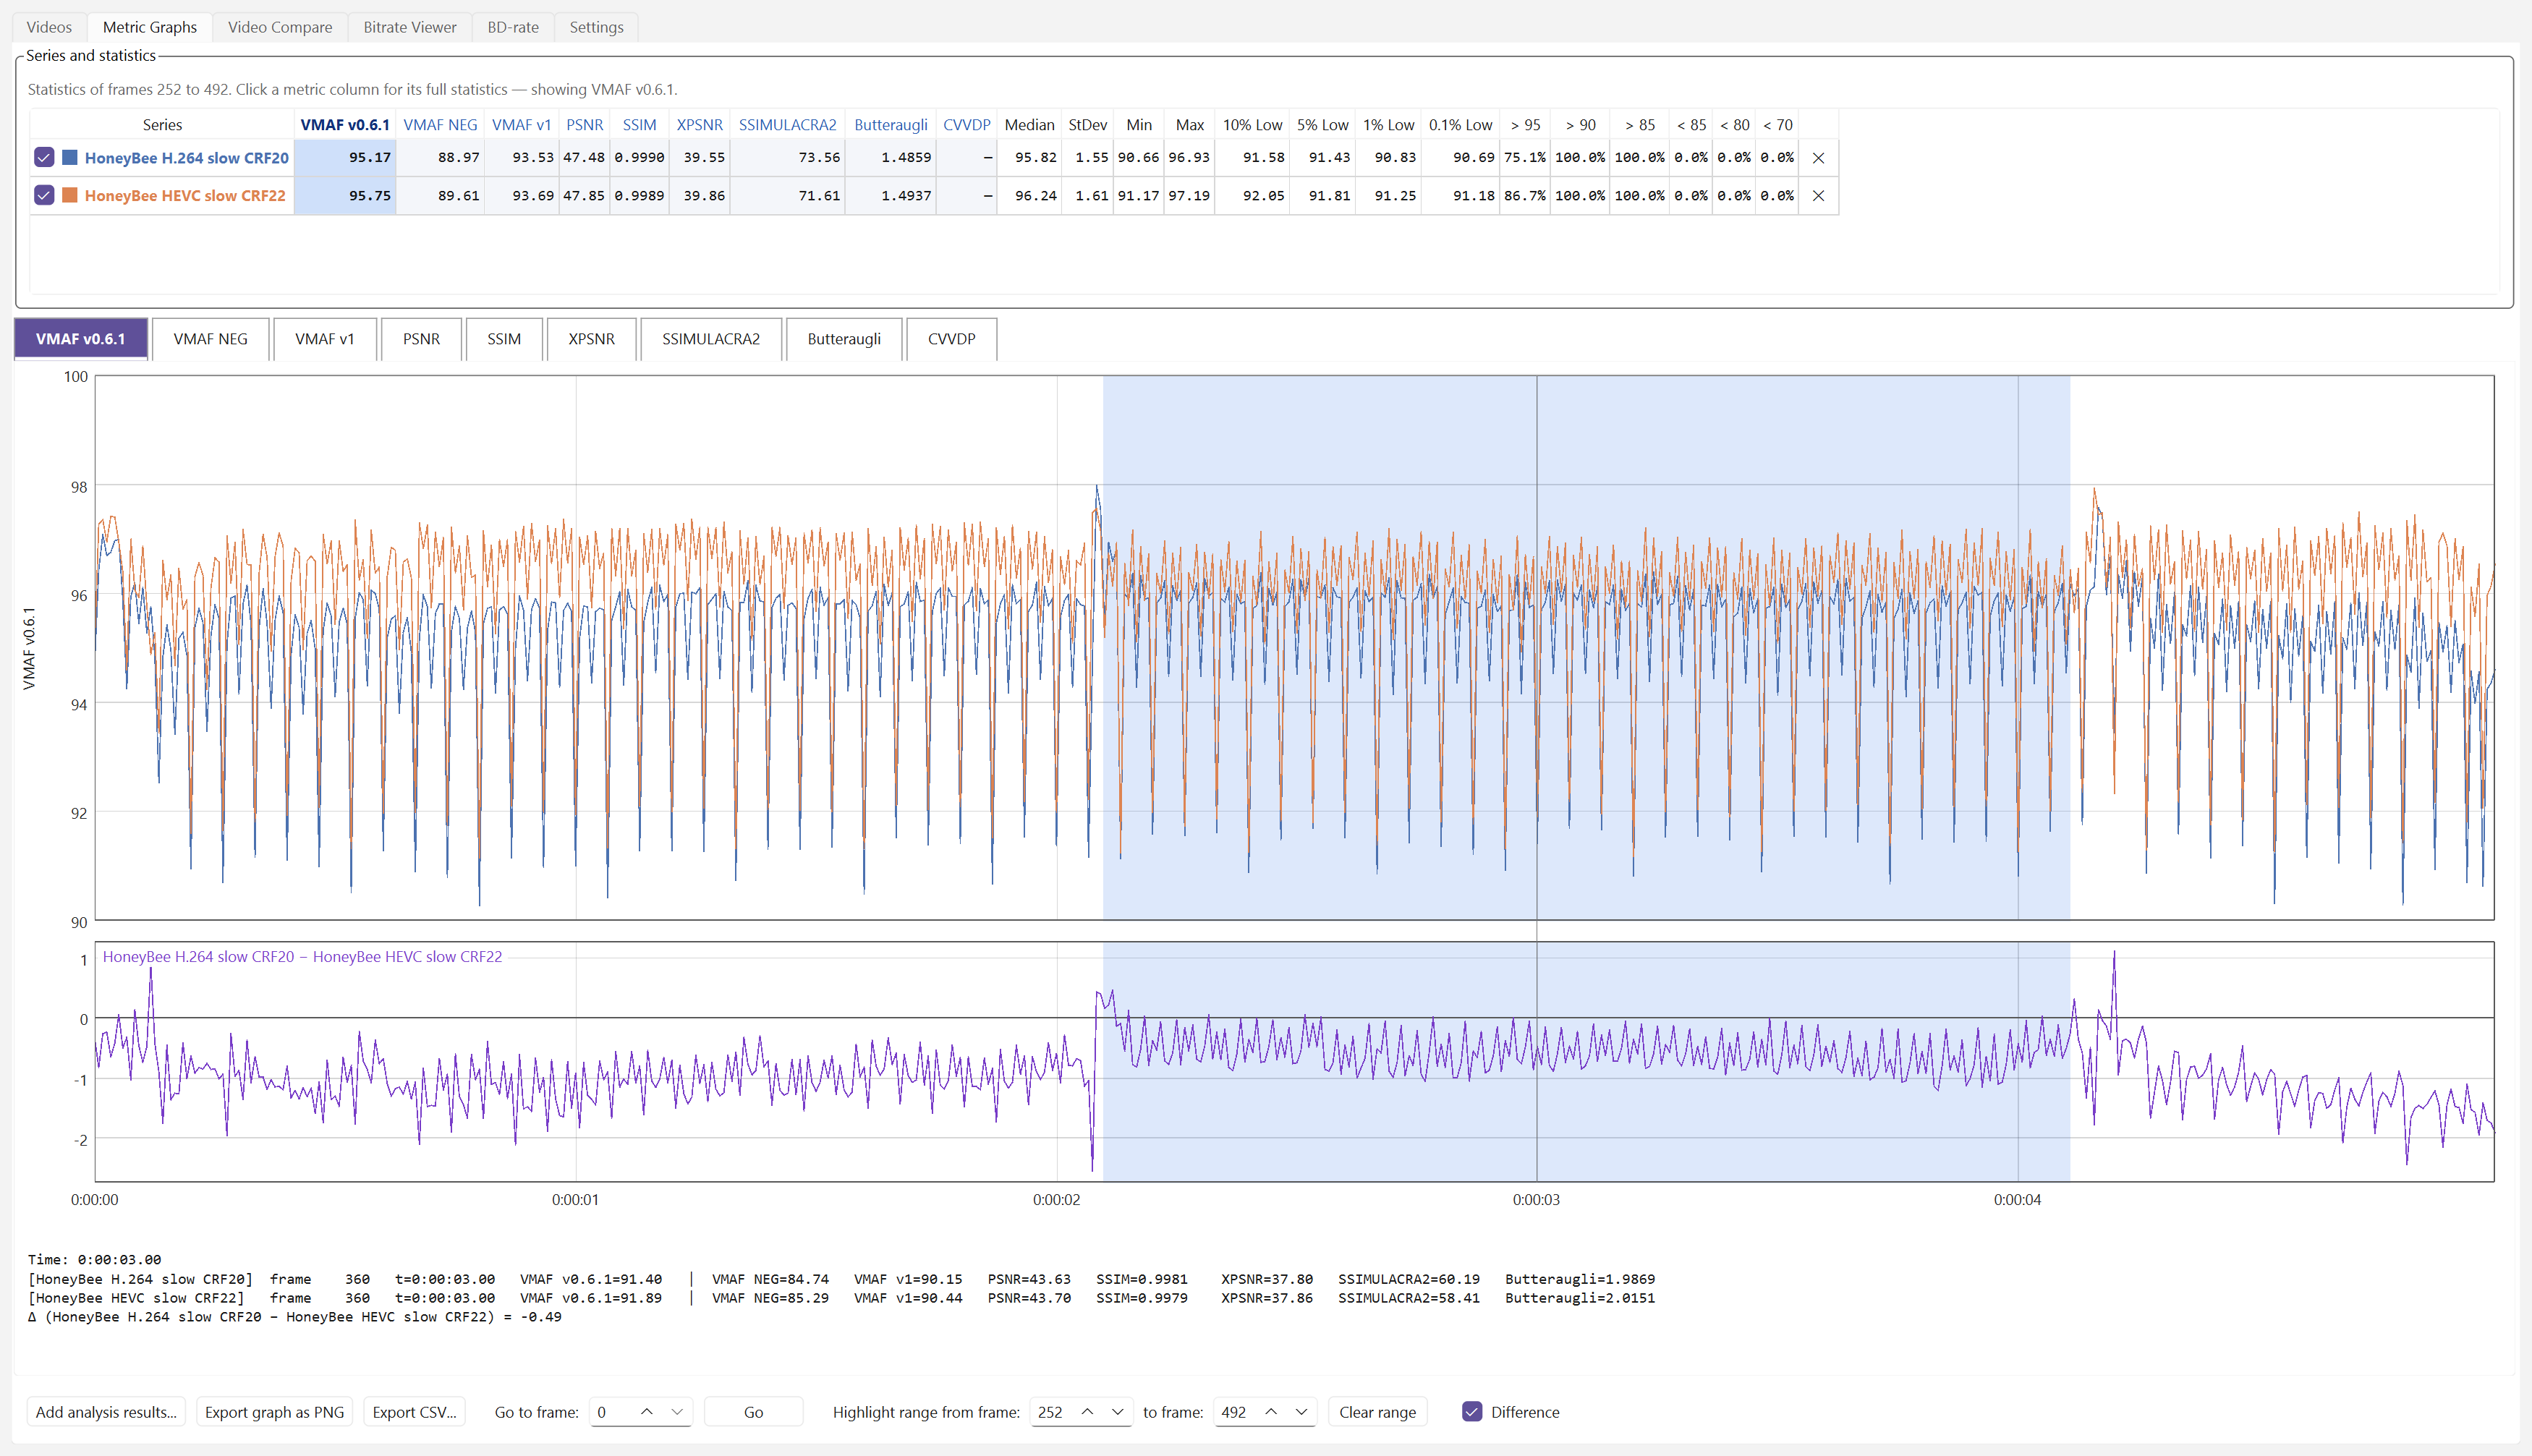 Videos Metric Graphs Video Compare Bitrate Viewer BD-rate Settings
Series and statistics
Statistics of frames 252 to 492. Click a metric column for its full statistics — showing VMAF v0.6.1.
Series VMAF v0.6.1 VMAF NEG VMAF v1 PSNR SSIM XPSNR SSIMULACRA2 Butteraugli CVVDP Median StDev Min Max 10% Low 5% Low 1% Low 0.1% Low > 95 > 90 > 85 < 85 < 80 < 70
HoneyBee H.264 slow CRF20 95.17 88.97 93.53 47.48 0.9990 39.55 73.56 1.4859 — 95.82 1.55 90.66 96.93 91.58 91.43 90.83 90.69 75.1% 100.0% 100.0% 0.0% 0.0% 0.0%
HoneyBee HEVC slow CRF22 95.75 89.61 93.69 47.85 0.9989 39.86 71.61 1.4937 — 96.24 1.61 91.17 97.19 92.05 91.81 91.25 91.18 86.7% 100.0% 100.0% 0.0% 0.0% 0.0%
VMAF v0.6.1 VMAF NEG VMAF v1 PSNR SSIM XPSNR SSIMULACRA2 Butteraugli CVVDP
100
98
96
94
92
90
VMAF v0.6.1
HoneyBee H.264 slow CRF20 − HoneyBee HEVC slow CRF22
1
0
-1
-2
0:00:00 0:00:01 0:00:02 0:00:03 0:00:04
Time: 0:00:03.00
[HoneyBee H.264 slow CRF20] frame 360 t=0:00:03.00 VMAF v0.6.1=91.40 | VMAF NEG=84.74 VMAF v1=90.15 PSNR=43.63 SSIM=0.9981 XPSNR=37.80 SSIMULACRA2=60.19 Butteraugli=1.9869
[HoneyBee HEVC slow CRF22] frame 360 t=0:00:03.00 VMAF v0.6.1=91.89 | VMAF NEG=85.29 VMAF v1=90.44 PSNR=43.70 SSIM=0.9979 XPSNR=37.86 SSIMULACRA2=58.41 Butteraugli=2.0151
Δ (HoneyBee H.264 slow CRF20 − HoneyBee HEVC slow CRF22) = -0.49
Add analysis results... Export graph as PNG Export CSV... Go to frame: 0 Go Highlight range from frame: 252 to frame: 492 Clear range Difference